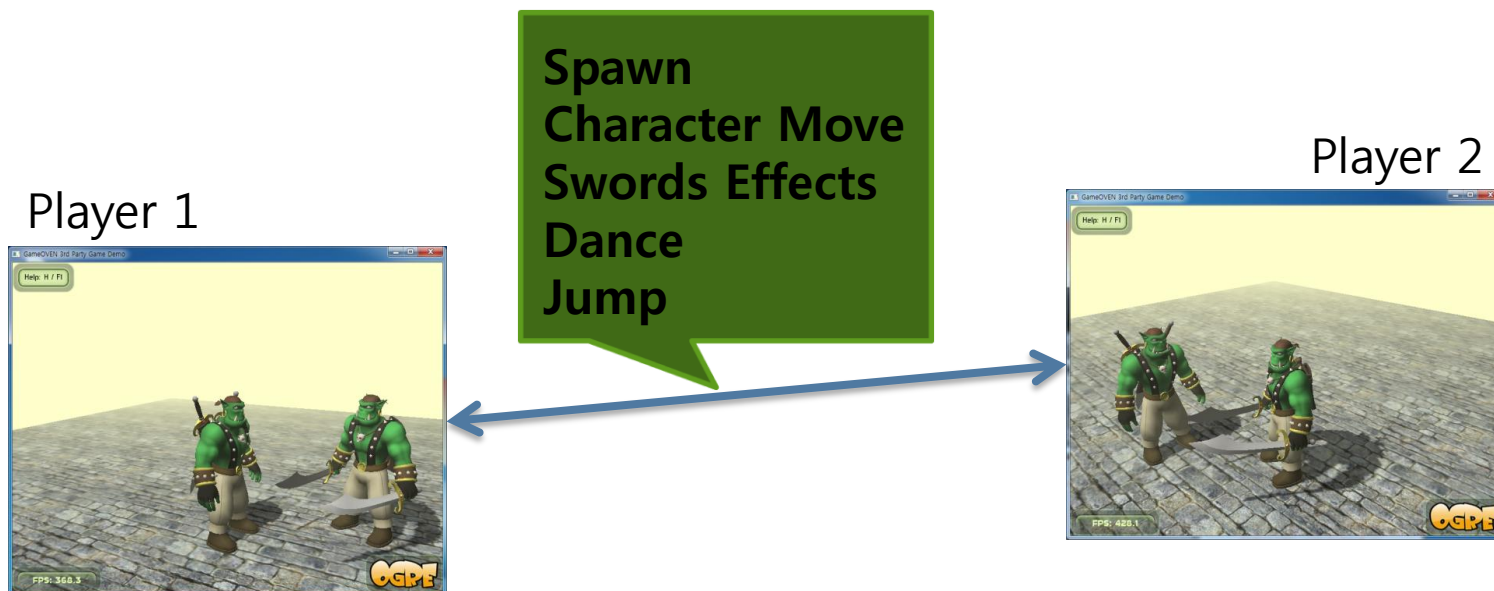 Spawn
Character Move
Swords Effects
Dance
Jump
Player 1
GameOVEN 3rd Party Game Demo
Help: H / F1
FPS: 368.3
OGRE
Player 2
GameOVEN 3rd Party Game Demo
Help: H / F1
FPS: 428.1
OGRE